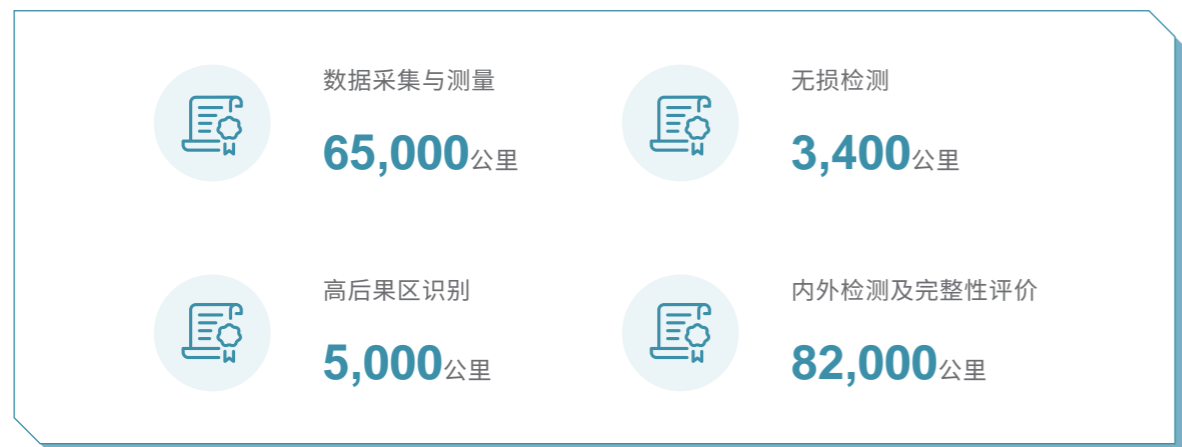 数据采集与测量
65,000公里
无损检测
3,400公里
高后果区识别
5,000公里
内外检测及完整性评价
82,000公里